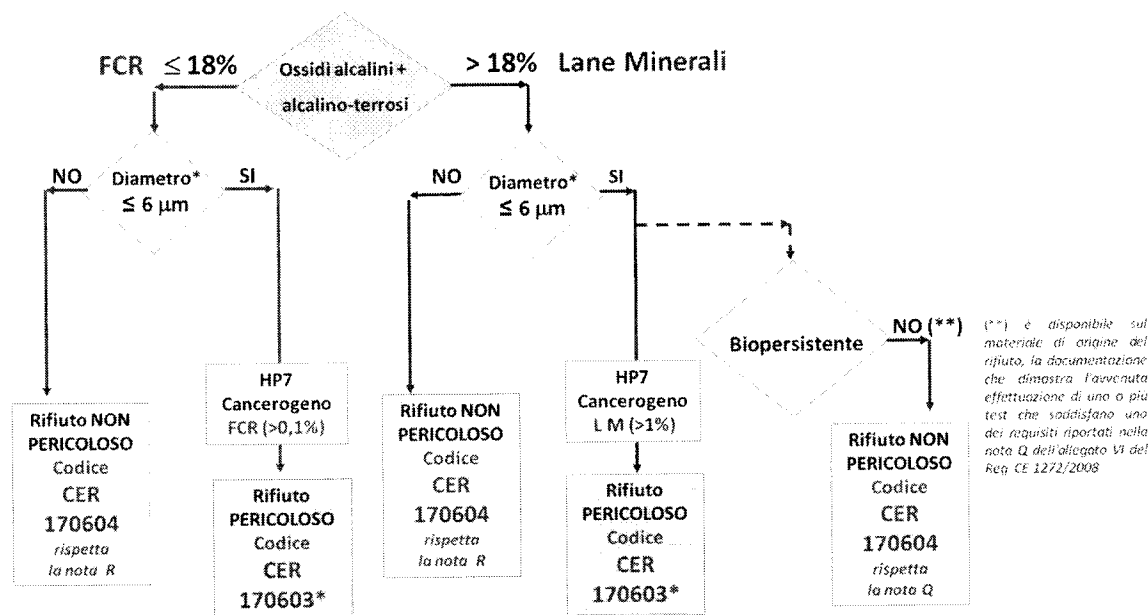 FCR ≤ 18%
Ossidi alcalini +
alcalino-terrosi
> 18% Lane Minerali
NO
Diametro*
≤ 6 µm
SI
NO
Diametro*
≤ 6 µm
SI
Biopersistente
NO (**)
(**) è disponibile sul
materiale di origine del
rifiuto, la documentazione
che dimostra l'avvenuta
effettuazione di uno o più
test che soddisfano uno
dei requisiti riportati nella
nota Q dell'allegato VI del
Reg. CE 1272/2008
Rifiuto NON
PERICOLOSO
Codice
CER
170604
rispetta
la nota R
HP7
Cancerogeno
FCR (>0,1%)
Rifiuto
PERICOLOSO
Codice
CER
170603*
Rifiuto NON
PERICOLOSO
Codice
CER
170604
rispetta
la nota R
HP7
Cancerogeno
L M (>1%)
Rifiuto
PERICOLOSO
Codice
CER
170603*
Rifiuto NON
PERICOLOSO
Codice
CER
170604
rispetta
la nota Q